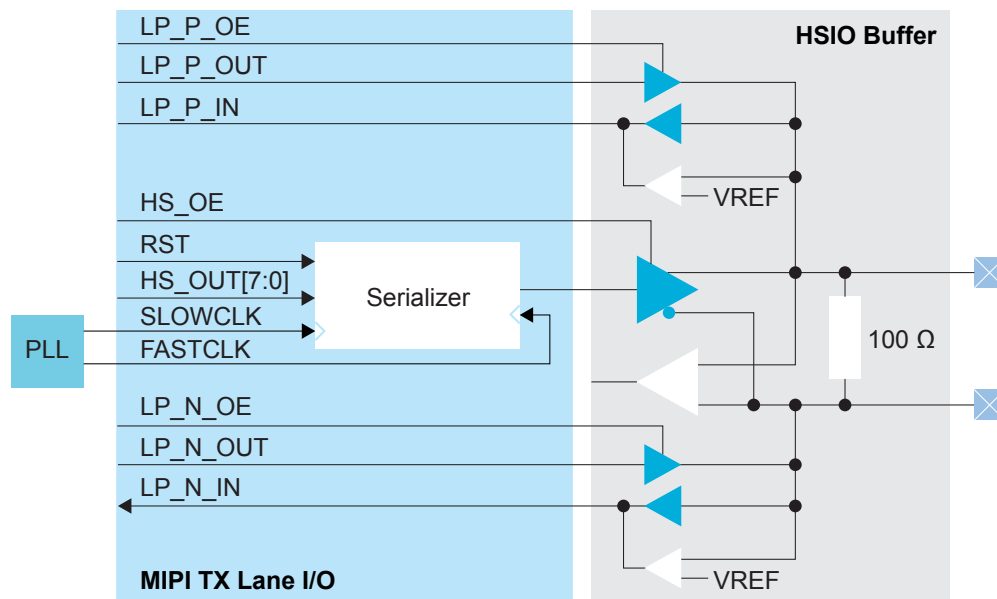 LP_P_OE
HSIO Buffer
LP_P_OUT
LP_P_IN
VREF
HS_OE
RST
HS_OUT[7:0]
Serializer
SLOWCLK
PLL
FASTCLK
100 Ω
LP_N_OE
LP_N_OUT
LP_N_IN
MIPI TX Lane I/O
VREF